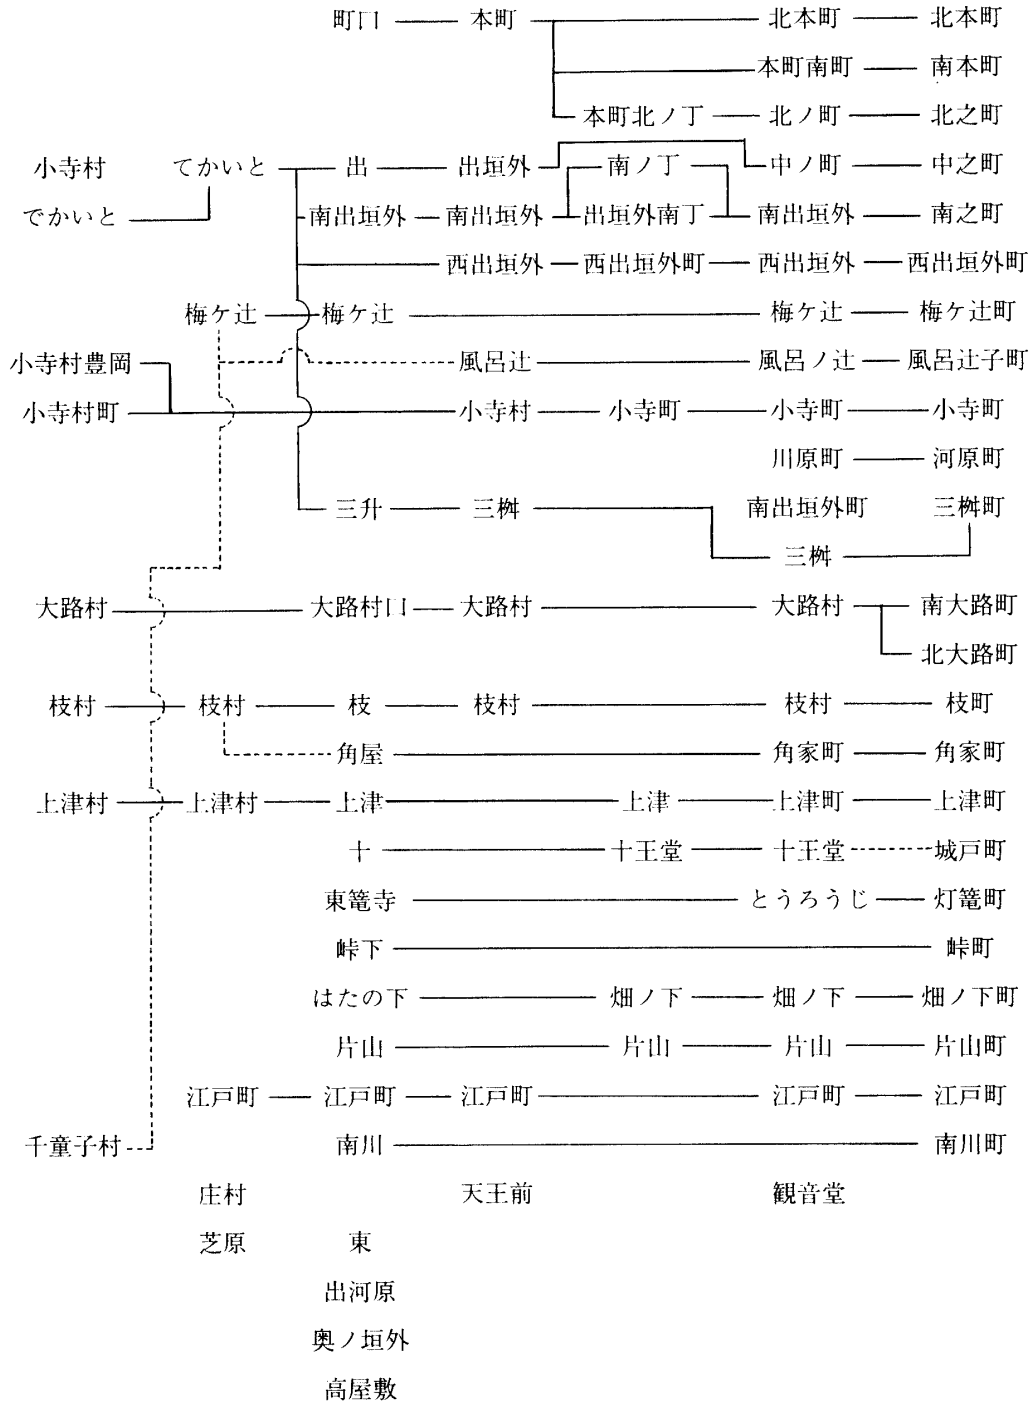 町口 本町 北本町 北本町
本町南町 南本町
本町北ノ丁 北ノ町 北之町
小寺村 てかいと 出 出垣外 南ノ丁 中ノ町 中之町
でかいと 南出垣外 南出垣外 出垣外南丁 南出垣外 南之町
西出垣外 西出垣外町 西出垣外 西出垣外町
梅ケ辻 梅ケ辻 梅ケ辻 梅ケ辻町
小寺村豊岡 風呂辻 風呂ノ辻 風呂辻子町
小寺村町 小寺村 小寺町 小寺町 小寺町
川原町 河原町
三升 三桝 南出垣外町 三桝町
三桝
大路村 大路村口 大路村 大路村 南大路町
北大路町
枝村 枝村 枝 枝村 枝村 枝町
角屋 角家町 角家町
上津村 上津村 上津 上津 上津町 上津町
十 十王堂 十王堂 城戸町
東篭寺 とうろうじ 灯篭町
峠下 峠町
はたの下 畑ノ下 畑ノ下 畑ノ下町
片山 片山 片山 片山町
江戸町 江戸町 江戸町 江戸町 江戸町
千童子村 南川 南川町
庄村 天王前 観音堂
芝原 東
出河原
奥ノ垣外
高屋敷